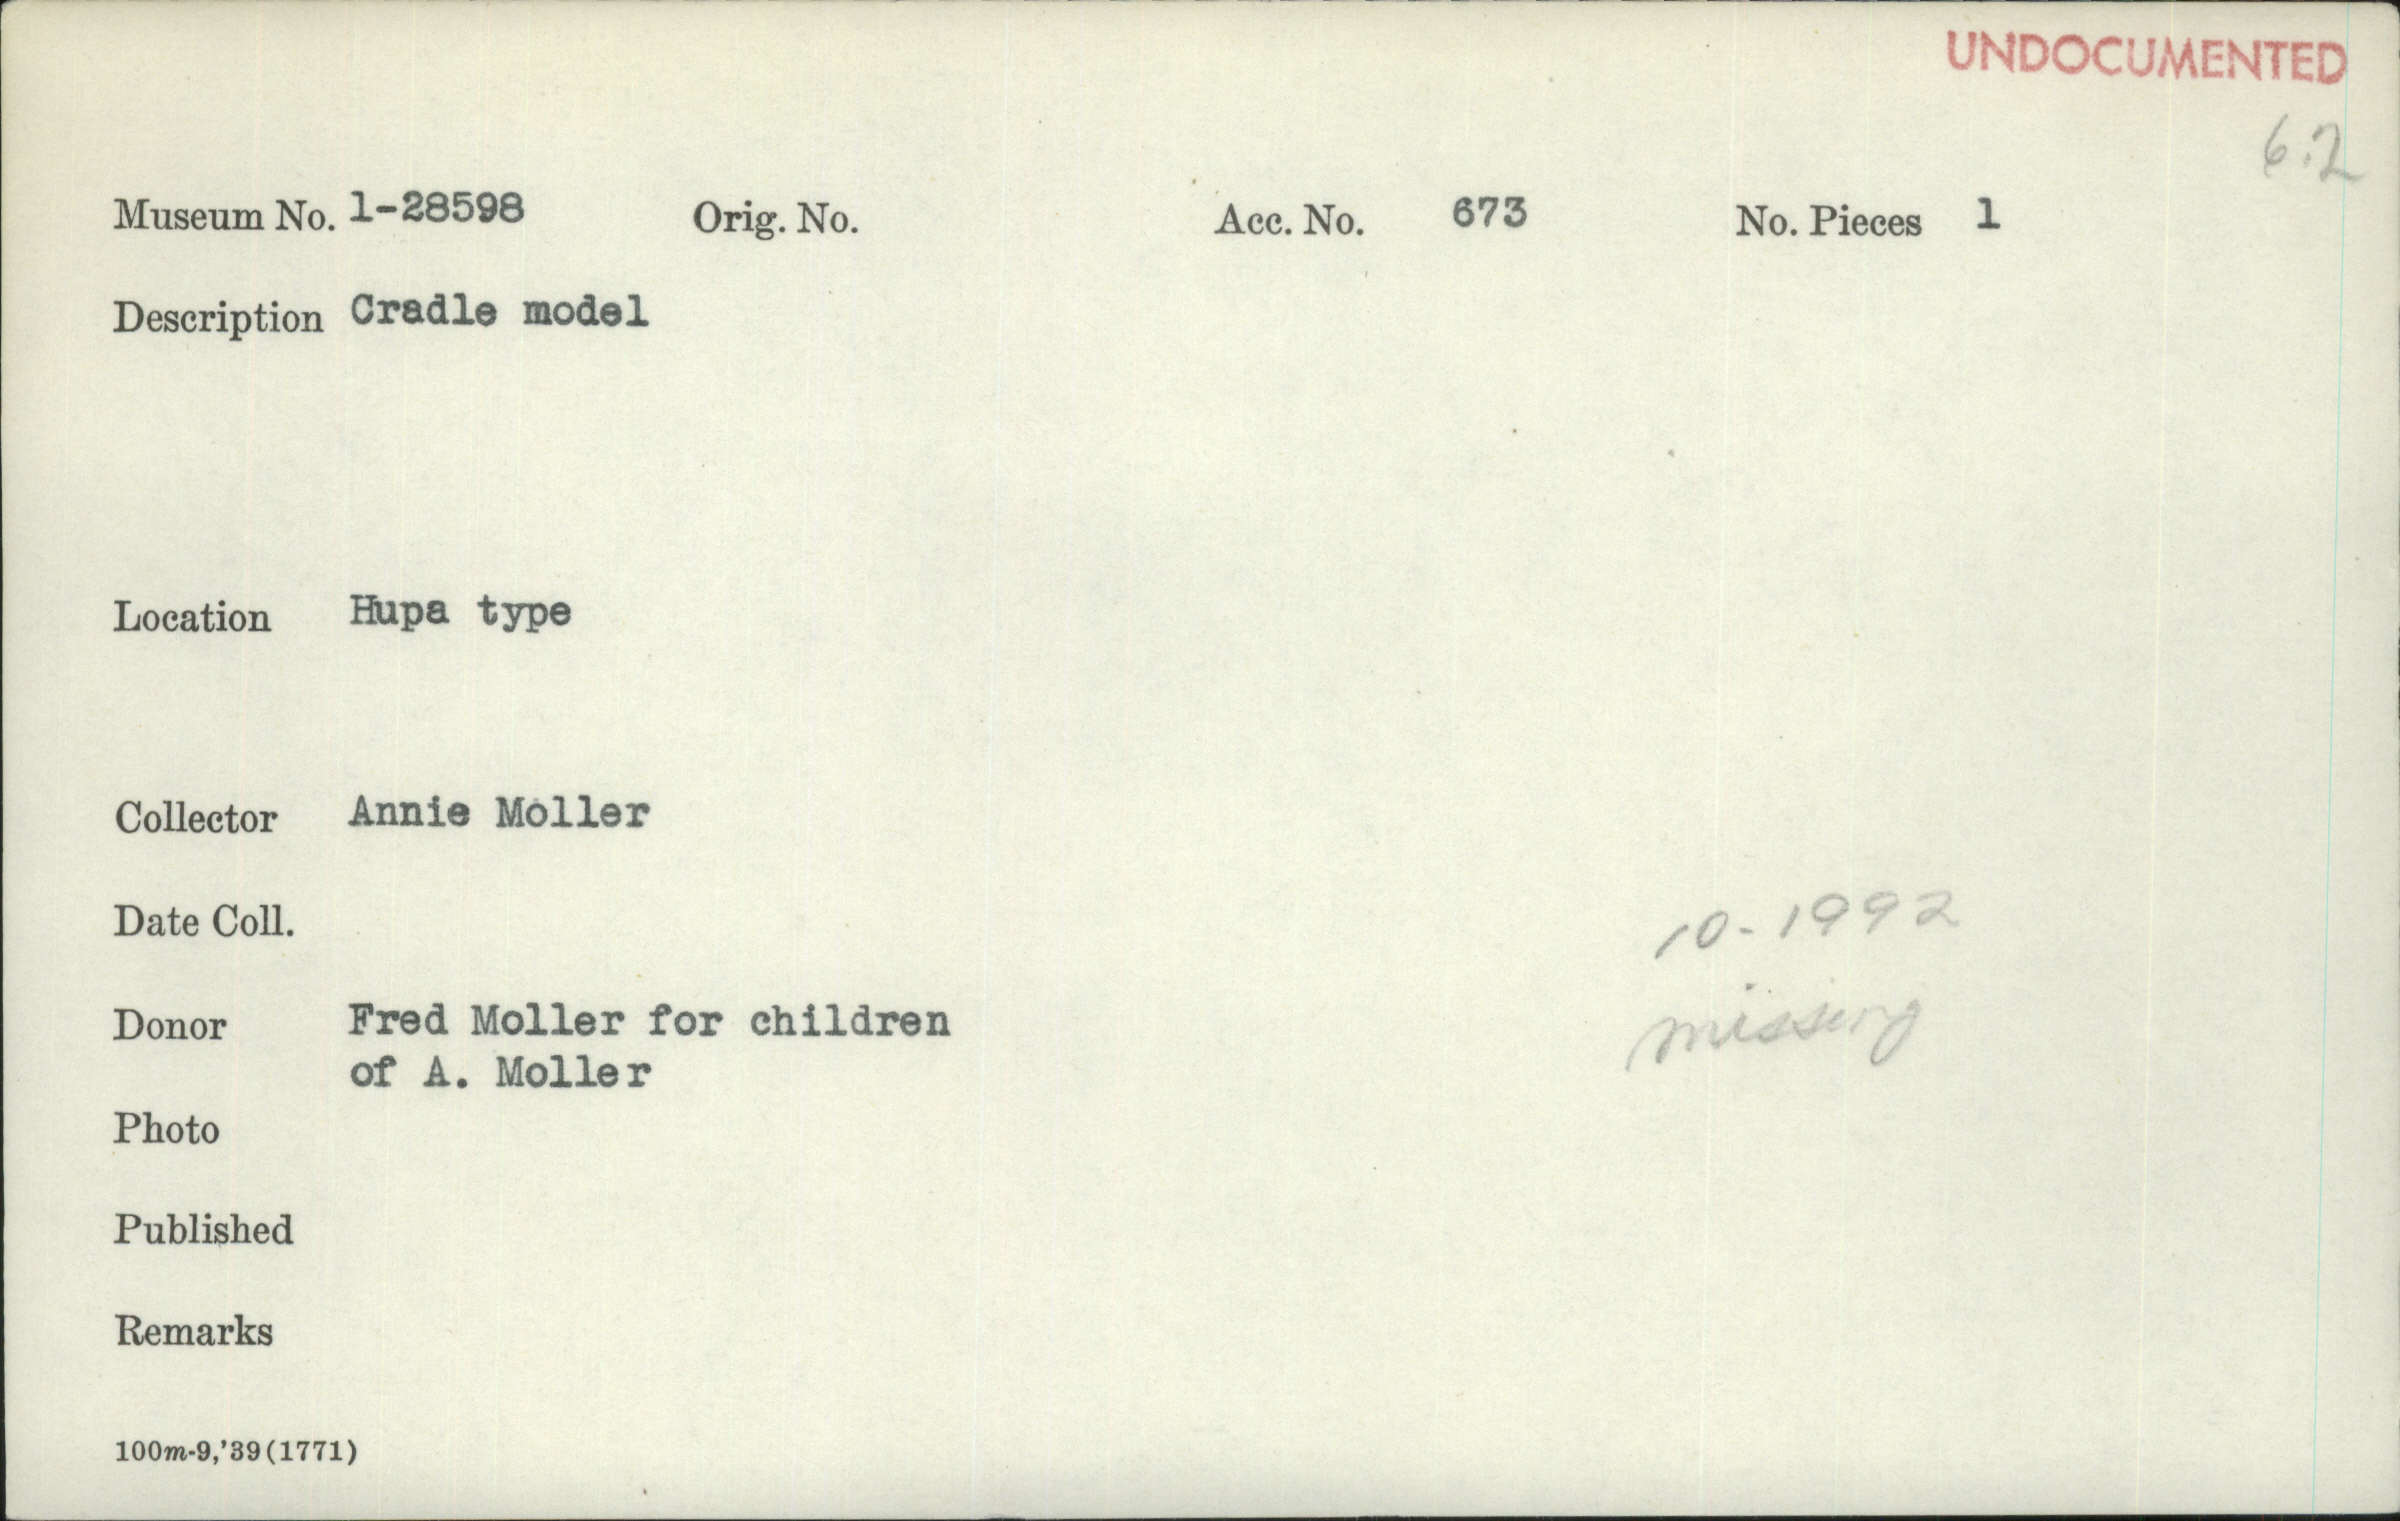 UNDOCUMENTED
6.2
Museum No. 1-28598 Orig. No. Acc. No. 673 No. Pieces 1
Description Cradle model
Location Hupa type
Collector Annie Moller
Date Coll.
10-1992
Donor Fred Moller for children
missing
of A. Moller
Photo
Published
Remarks
100m-9,'39(1771)